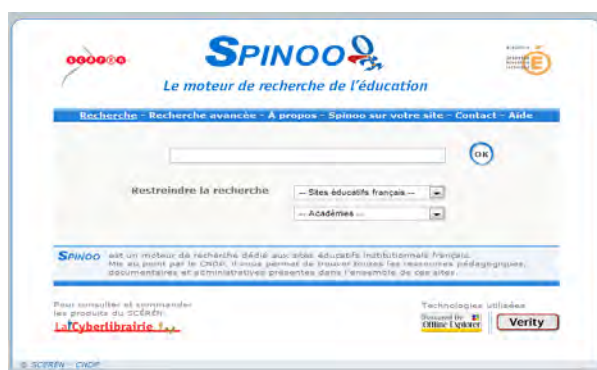 SCÉRÉN
SPINOO
Le moteur de recherche de l'éducation
Recherche - Recherche avancée - A propos - Spinoo sur votre site - Contact - Aide
OK
Restreindre la recherche
-- Sites éducatifs français --
-- Académies --
SPINOO est un moteur de recherche dédié aux sites éducatifs institutionnels français.
Mis au point par le CNDP, il vous permet de trouver toutes les ressources pédagogiques,
documentaires et administratives présentes dans l'ensemble de ces sites.
Pour consulter et commander
les produits du SCÉRÉN:
La Cyberlibrairie
Technologies utilisées
Powered by
Offline Explorer
Verity
© SCÉRÉN - CNDP